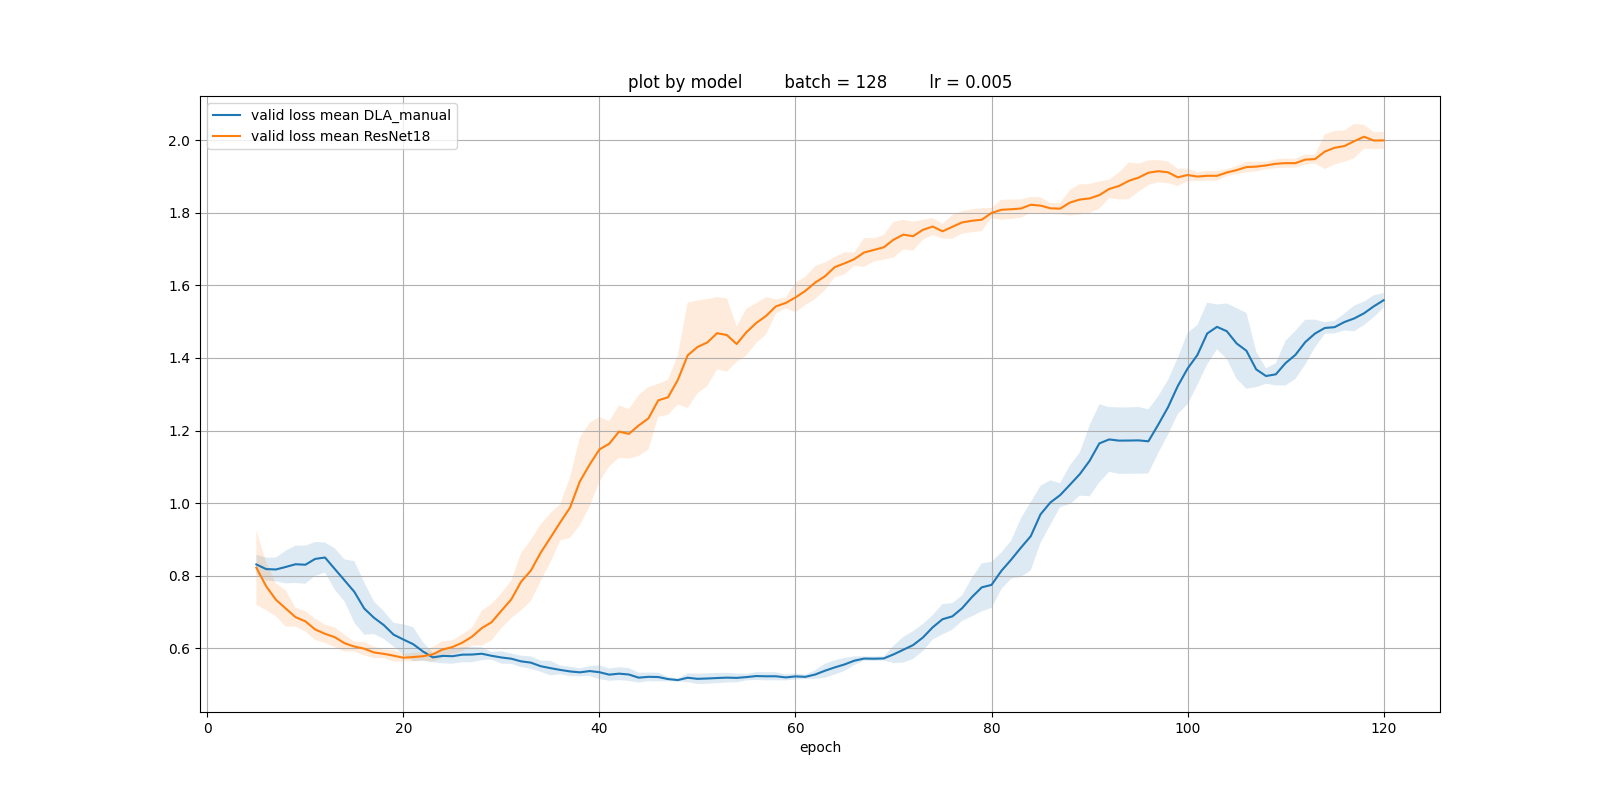 plot by model batch = 128 lr = 0.005
valid loss mean DLA_manual
valid loss mean ResNet18
2.0
1.8
1.6
1.4
1.2
1.0
0.8
0.6
0 20 40 60 80 100 120
epoch